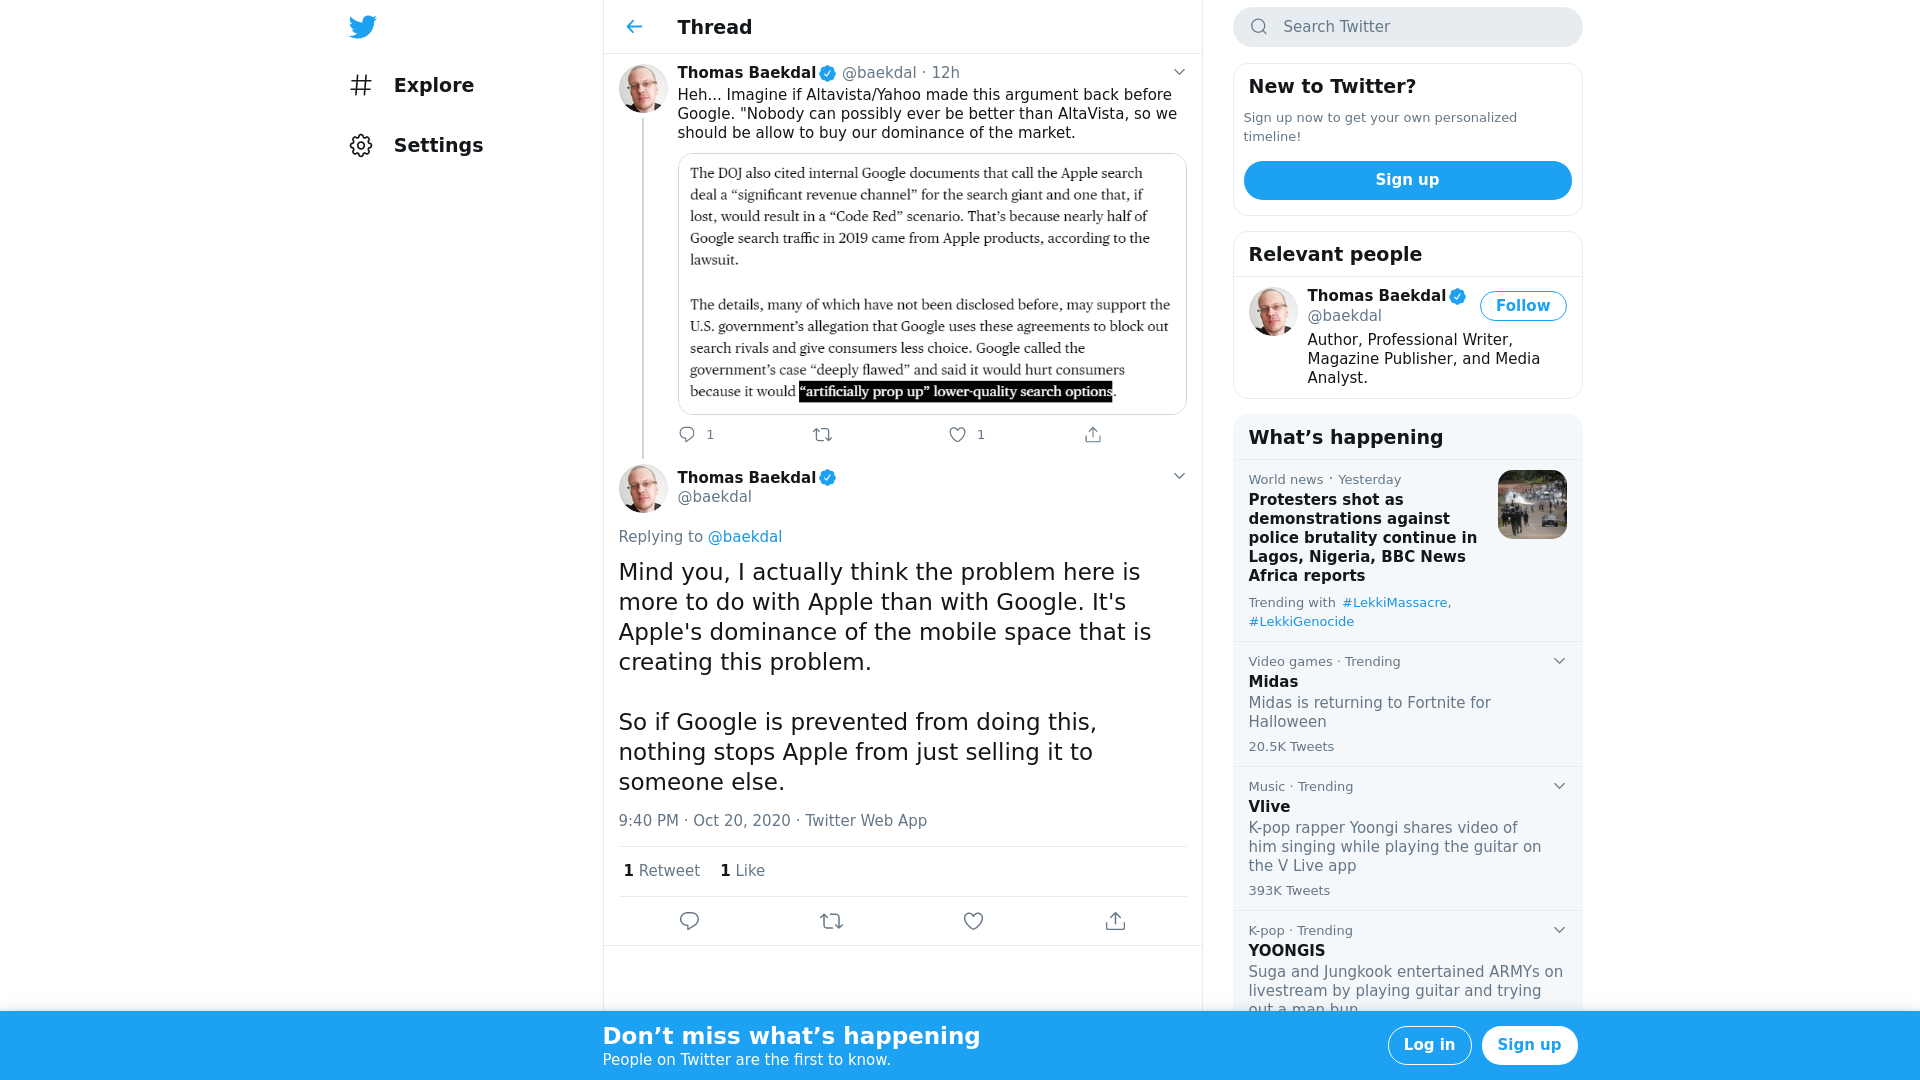 Explore
Settings
Thread
Thomas Baekdal @baekdal · 12h
Heh... Imagine if Altavista/Yahoo made this argument back before
Google. "Nobody can possibly ever be better than AltaVista, so we
should be allow to buy our dominance of the market.
The DOJ also cited internal Google documents that call the Apple search
deal a “significant revenue channel” for the search giant and one that, if
lost, would result in a “Code Red” scenario. That’s because nearly half of
Google search traffic in 2019 came from Apple products, according to the
lawsuit.
The details, many of which have not been disclosed before, may support the
U.S. government’s allegation that Google uses these agreements to block out
search rivals and give consumers less choice. Google called the
government’s case “deeply flawed” and said it would hurt consumers
because it would “artificially prop up” lower-quality search options.
1
1
Thomas Baekdal
@baekdal
Replying to @baekdal
Mind you, I actually think the problem here is
more to do with Apple than with Google. It's
Apple's dominance of the mobile space that is
creating this problem.
So if Google is prevented from doing this,
nothing stops Apple from just selling it to
someone else.
9:40 PM · Oct 20, 2020 · Twitter Web App
1 Retweet 1 Like
Search Twitter
New to Twitter?
Sign up now to get your own personalized
timeline!
Sign up
Relevant people
Thomas Baekdal
@baekdal
Follow
Author, Professional Writer,
Magazine Publisher, and Media
Analyst.
What’s happening
World news · Yesterday
Protesters shot as
demonstrations against
police brutality continue in
Lagos, Nigeria, BBC News
Africa reports
Trending with #LekkiMassacre,
#LekkiGenocide
Video games · Trending
Midas
Midas is returning to Fortnite for
Halloween
20.5K Tweets
Music · Trending
Vlive
K-pop rapper Yoongi shares video of
him singing while playing the guitar on
the V Live app
393K Tweets
K-pop · Trending
YOONGIS
Suga and Jungkook entertained ARMYs on
livestream by playing guitar and trying
out a man bun
Don’t miss what’s happening
People on Twitter are the first to know.
Log in
Sign up